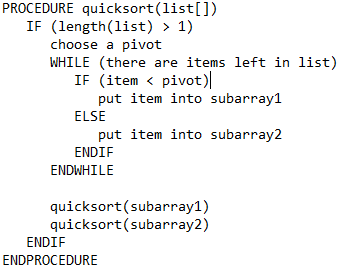 PROCEDURE quicksort(list[])
IF (length(list) > 1)
choose a pivot
WHILE (there are items left in list)
IF (item < pivot)
put item into subarray1
ELSE
put item into subarray2
ENDIF
ENDWHILE
quicksort(subarray1)
quicksort(subarray2)
ENDIF
ENDPROCEDURE